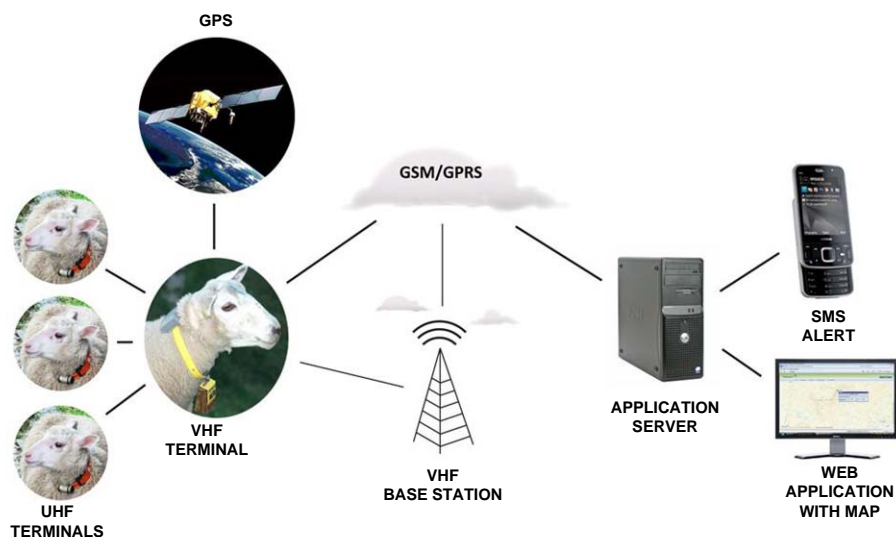 GPS
GSM/GPRS
SMS
ALERT
VHF
TERMINAL
APPLICATION
SERVER
VHF
BASE STATION
WEB
APPLICATION
WITH MAP
UHF
TERMINALS